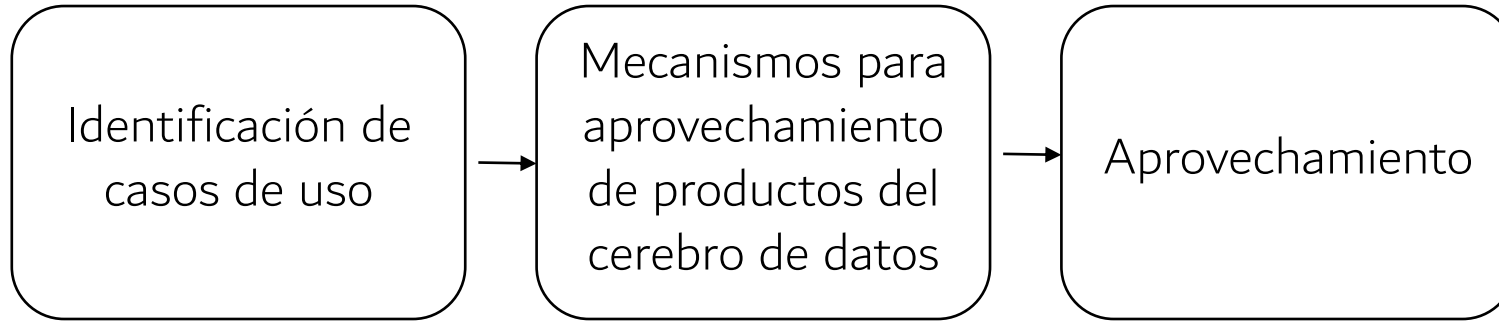 Identificación de
casos de uso
Mecanismos para
aprovechamiento
de productos del
cerebro de datos
Aprovechamiento